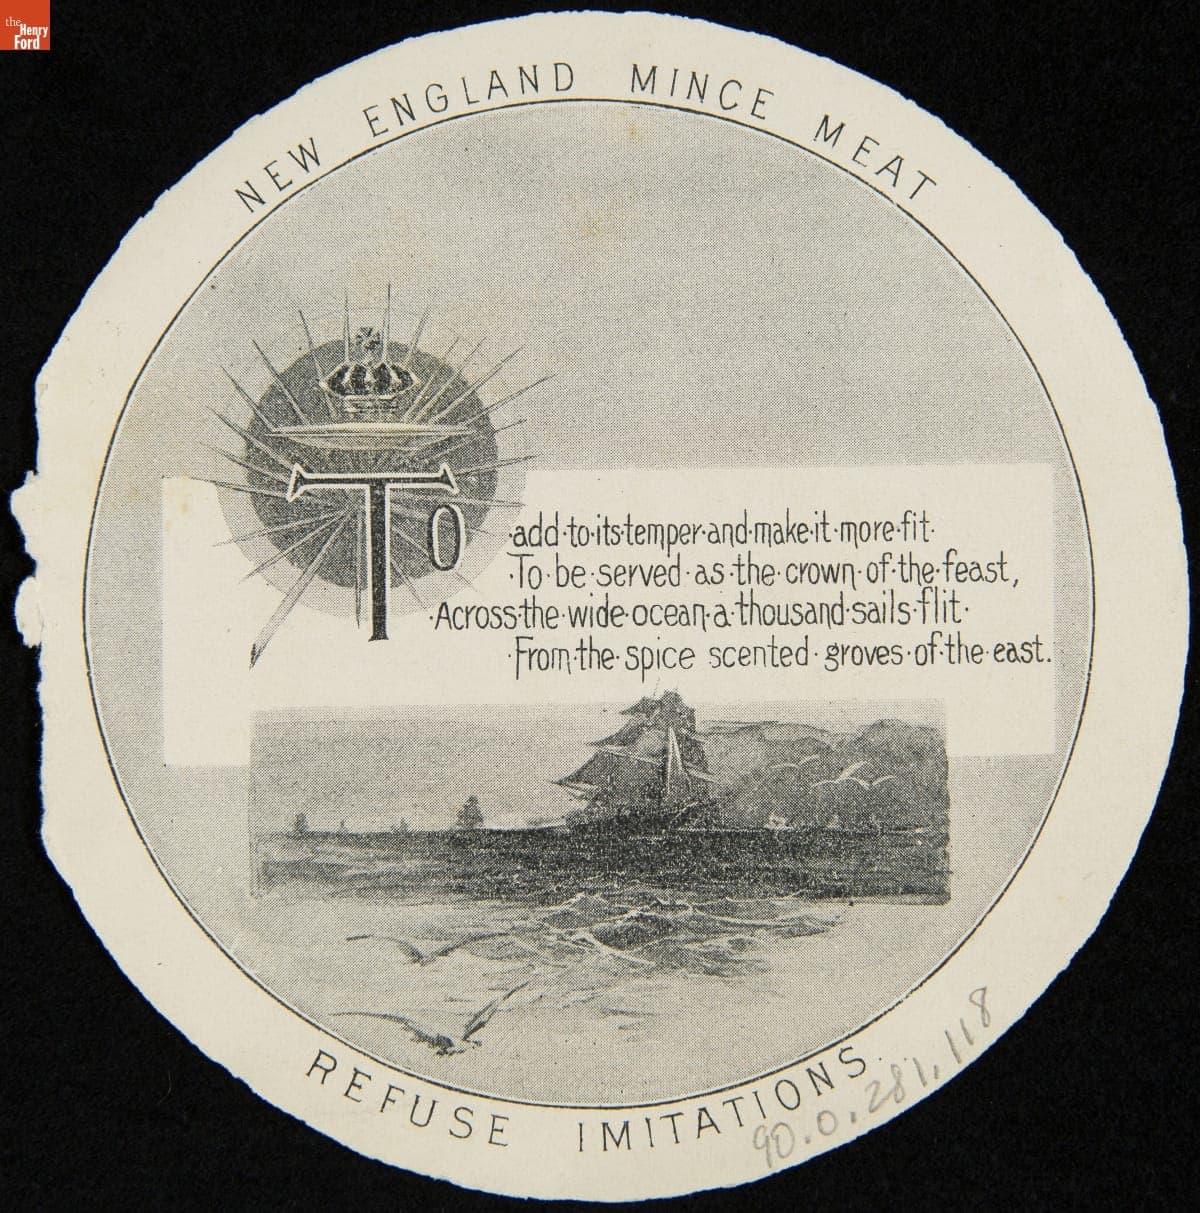 the
Henry
Ford
NEW ENGLAND MINCE MEAT
To ·add·to·its·temper·and·make·it·more·fit·
·To·be·served·as·the·crown·of·the·feast,
·Across·the·wide·ocean·a·thousand·sails·flit·
·From·the·spice scented·groves·of·the·east.
REFUSE IMITATIONS.
90.0.281.118